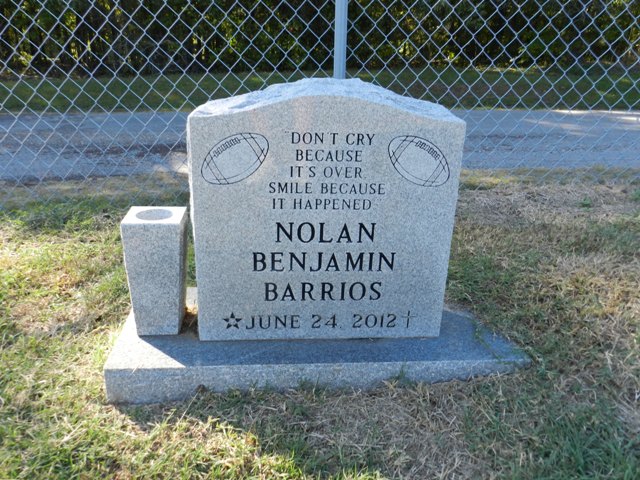 "DON'T CRY
BECAUSE
IT'S OVER,
SMILE BECAUSE
IT HAPPENED."
NOLAN
BENJAMIN
BARRIOS
JUNE 24, 2012